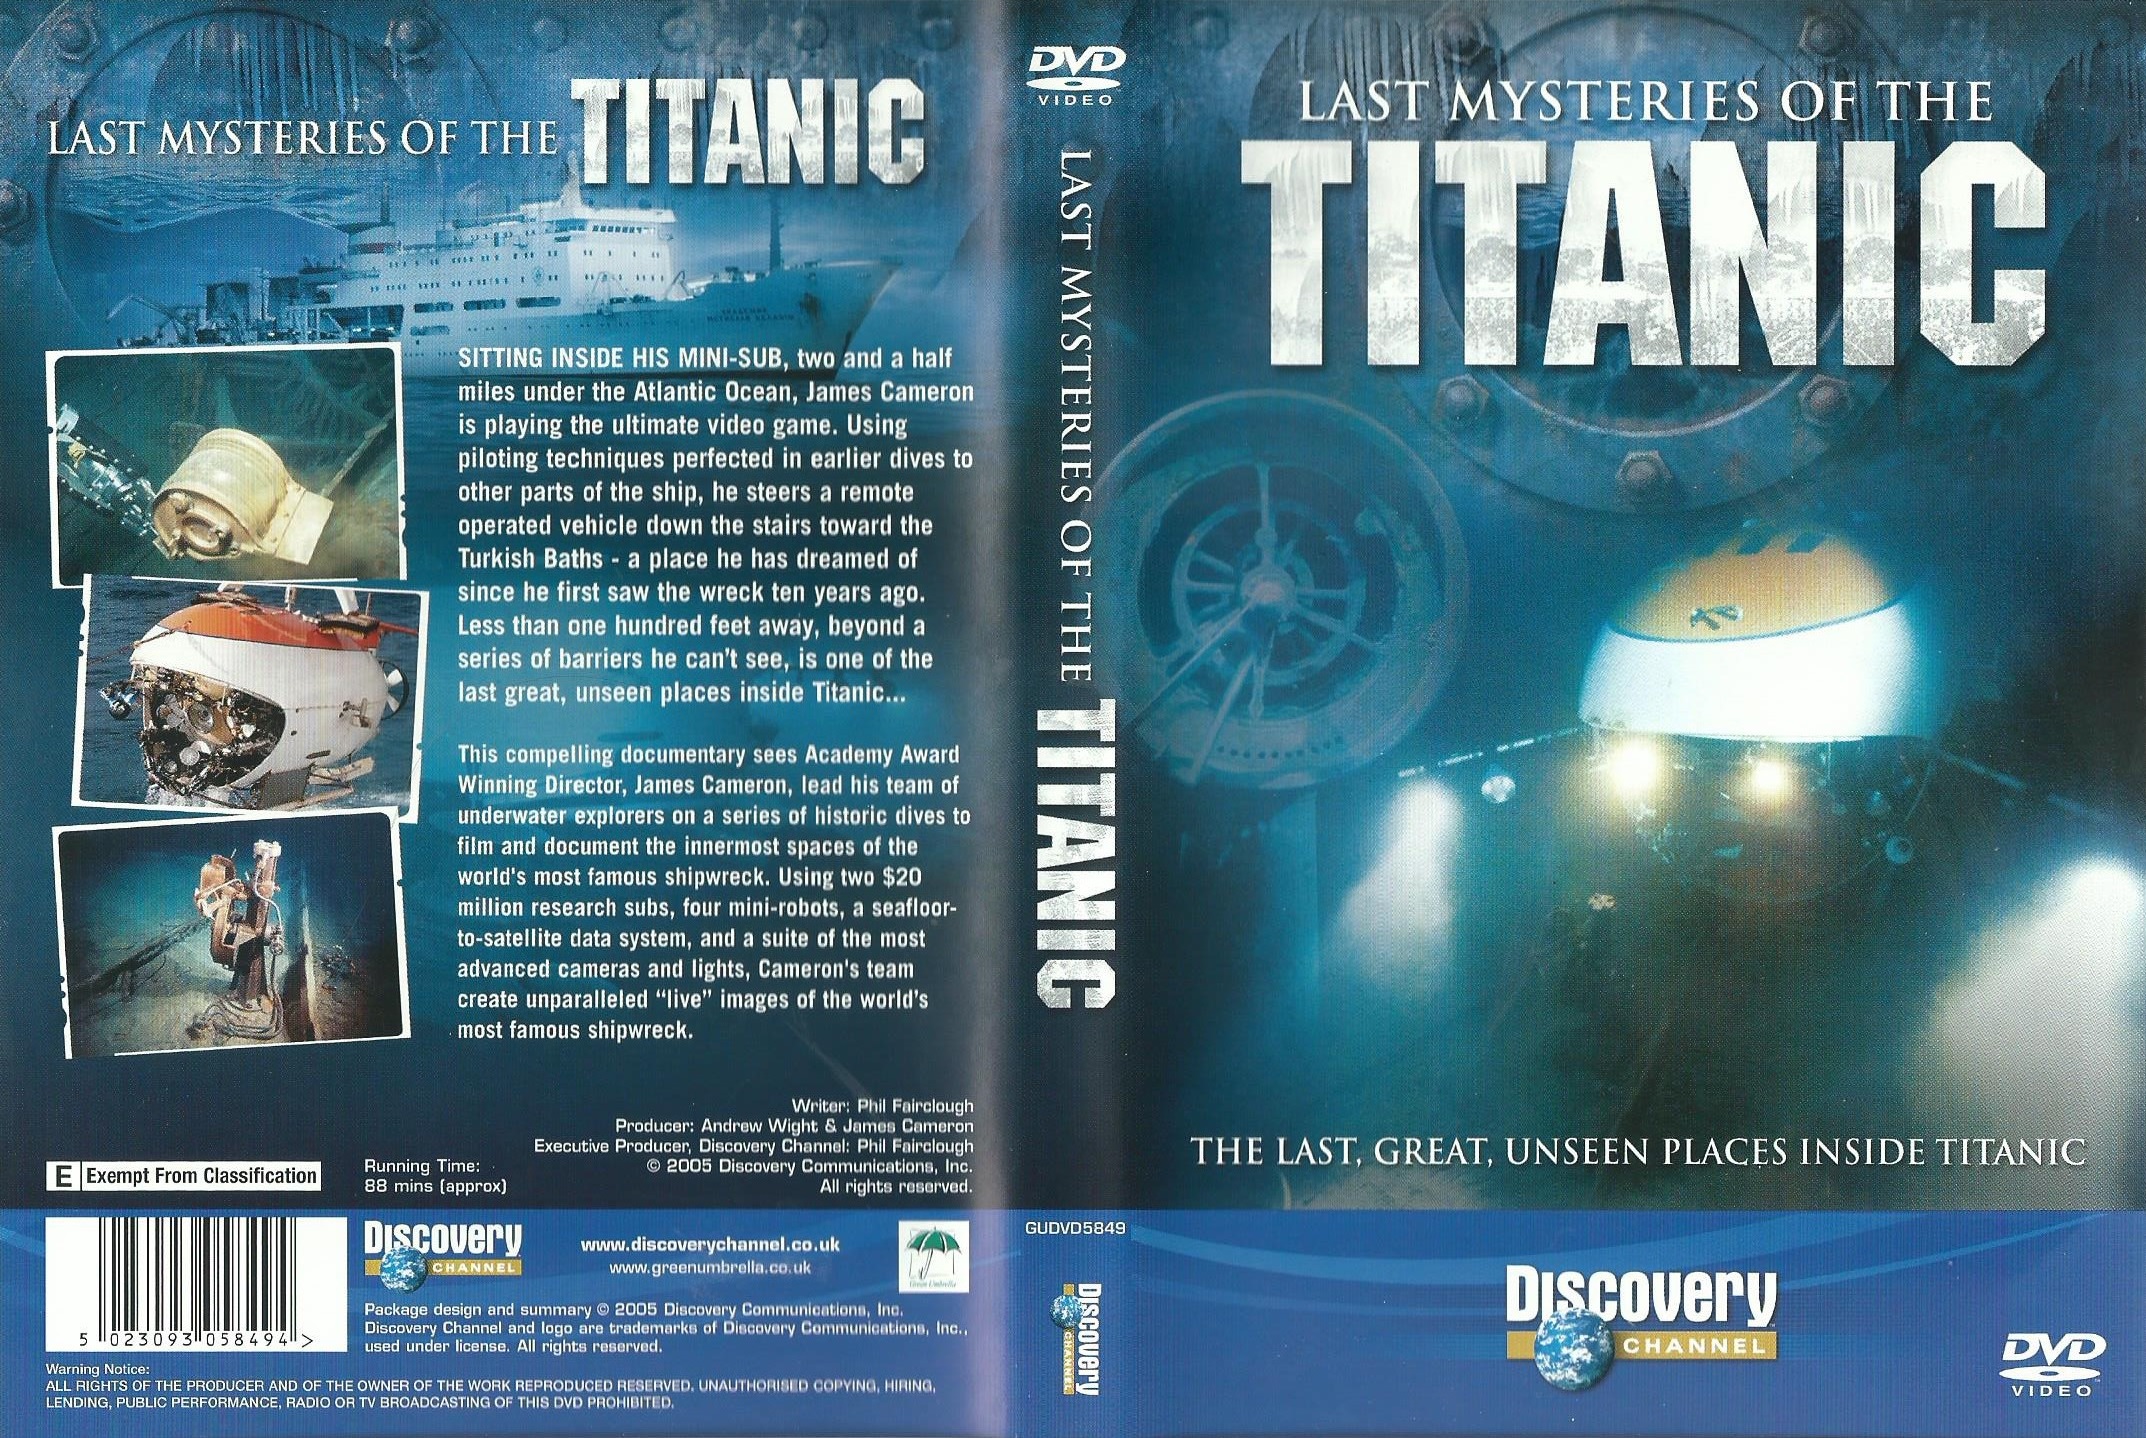 LAST MYSTERIES OF THE TITANIC
SITTING INSIDE HIS MINI-SUB, two and a half
miles under the Atlantic Ocean, James Cameron
is playing the ultimate video game. Using
piloting techniques perfected in earlier dives to
other parts of the ship, he steers a remote
operated vehicle down the stairs toward the
Turkish Baths - a place he has dreamed of
since he first saw the wreck ten years ago.
Less than one hundred feet away, beyond a
series of barriers he can't see, is one of the
last great, unseen places inside Titanic...
This compelling documentary sees Academy Award
Winning Director, James Cameron, lead his team of
underwater explorers on a series of historic dives to
film and document the innermost spaces of the
world's most famous shipwreck. Using two $20
million research subs, four mini-robots, a seafloor-
to-satellite data system, and a suite of the most
advanced cameras and lights, Cameron's team
create unparalleled “live” images of the world's
most famous shipwreck.
Writer: Phil Fairclough
Producer: Andrew Wight & James Cameron
Executive Producer, Discovery Channel: Phil Fairclough
© 2005 Discovery Communications, Inc.
All rights reserved.
E Exempt From Classification
Running Time:
88 mins (approx)
5 023093 058494 >
Discovery
CHANNEL
www.discoverychannel.co.uk
www.greenumbrella.co.uk
Green Umbrella
Package design and summary © 2005 Discovery Communications, Inc.
Discovery Channel and logo are trademarks of Discovery Communications, Inc.,
used under license. All rights reserved.
Warning Notice:
ALL RIGHTS OF THE PRODUCER AND OF THE OWNER OF THE WORK REPRODUCED RESERVED. UNAUTHORISED COPYING, HIRING,
LENDING, PUBLIC PERFORMANCE, RADIO OR TV BROADCASTING OF THIS DVD PROHIBITED.
DVD
VIDEO
LAST MYSTERIES OF THE TITANIC
GUDVD5849
Discovery
CHANNEL
LAST MYSTERIES OF THE
TITANIC
THE LAST, GREAT, UNSEEN PLACES INSIDE TITANIC
Discovery
CHANNEL
DVD
VIDEO